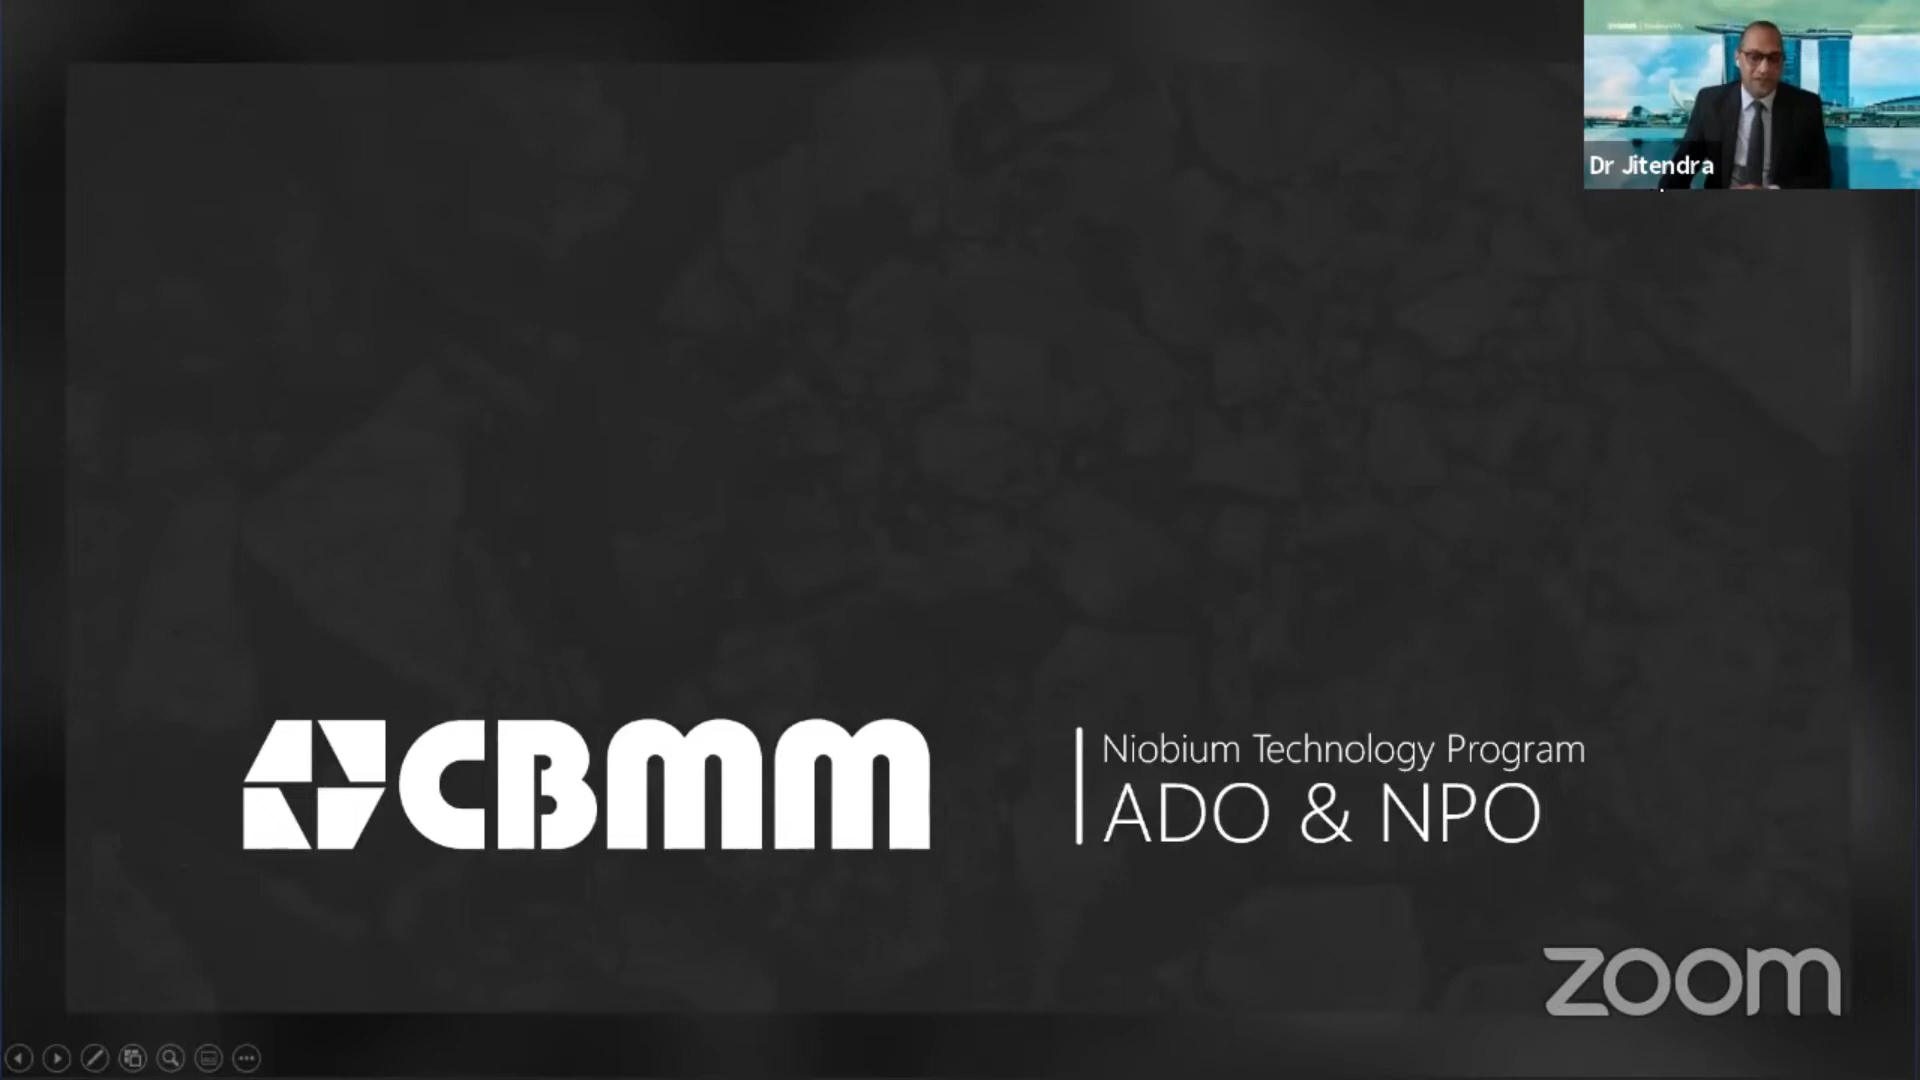 Dr Jitendra
CBMM
Niobium Technology Program
ADO & NPO
zoom